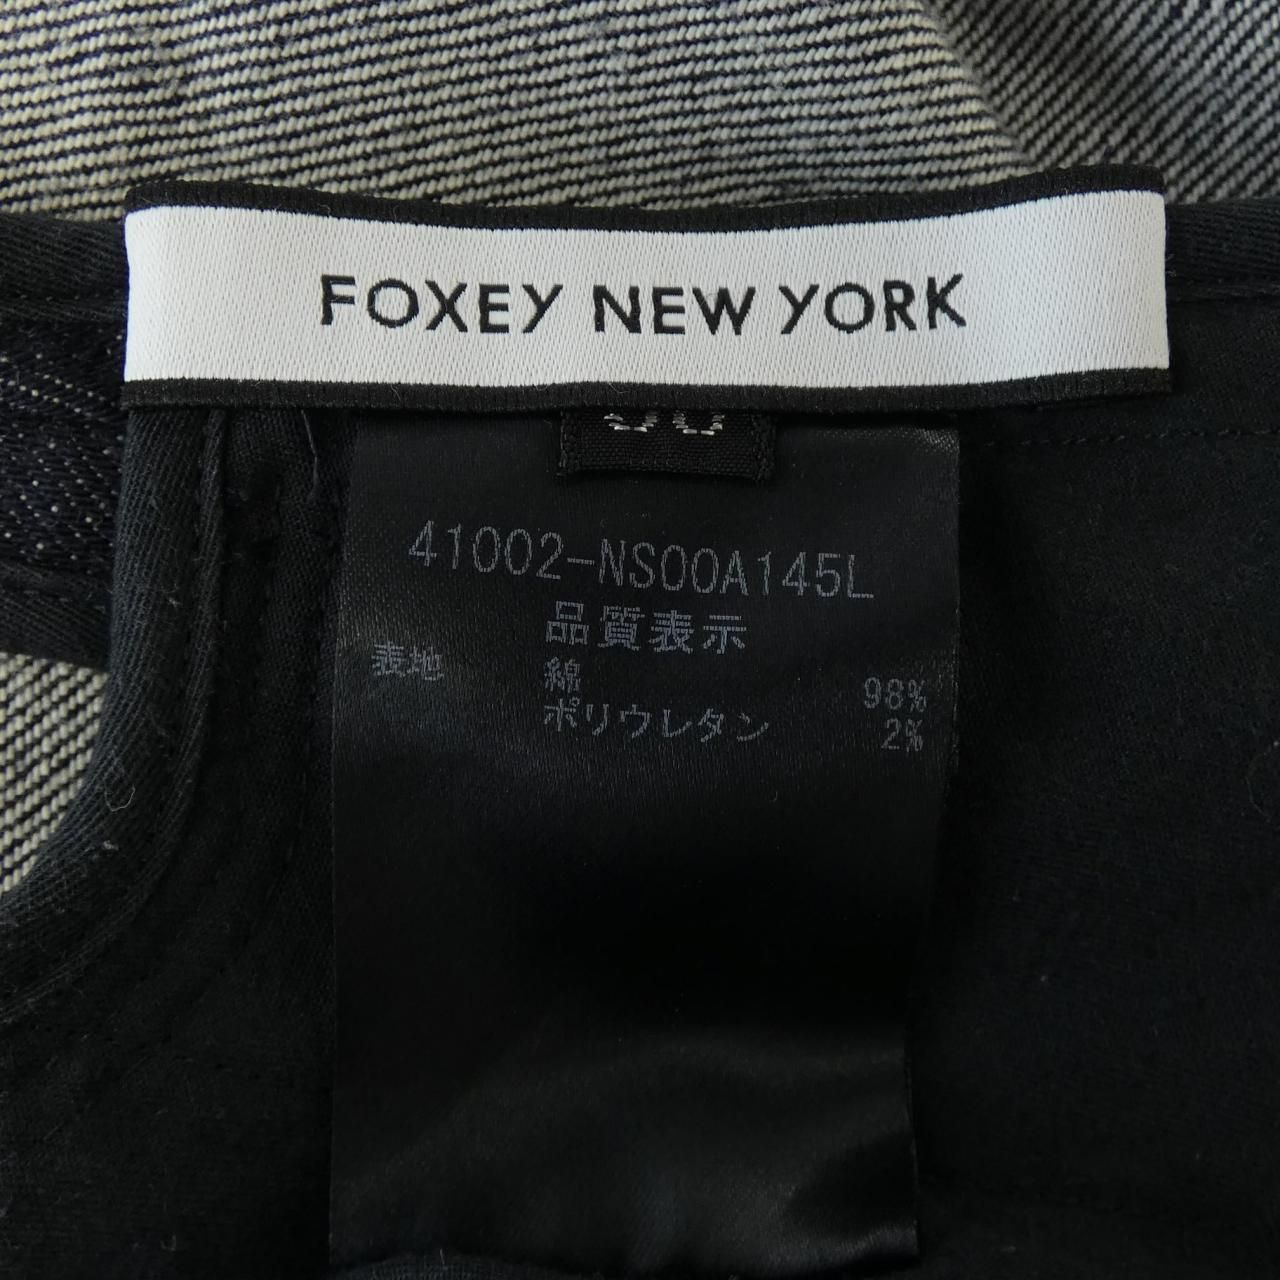 FOXEY NEW YORK
41002-NS00A145L
品質表示
表地 綿 98%
ポリウレタン 2%